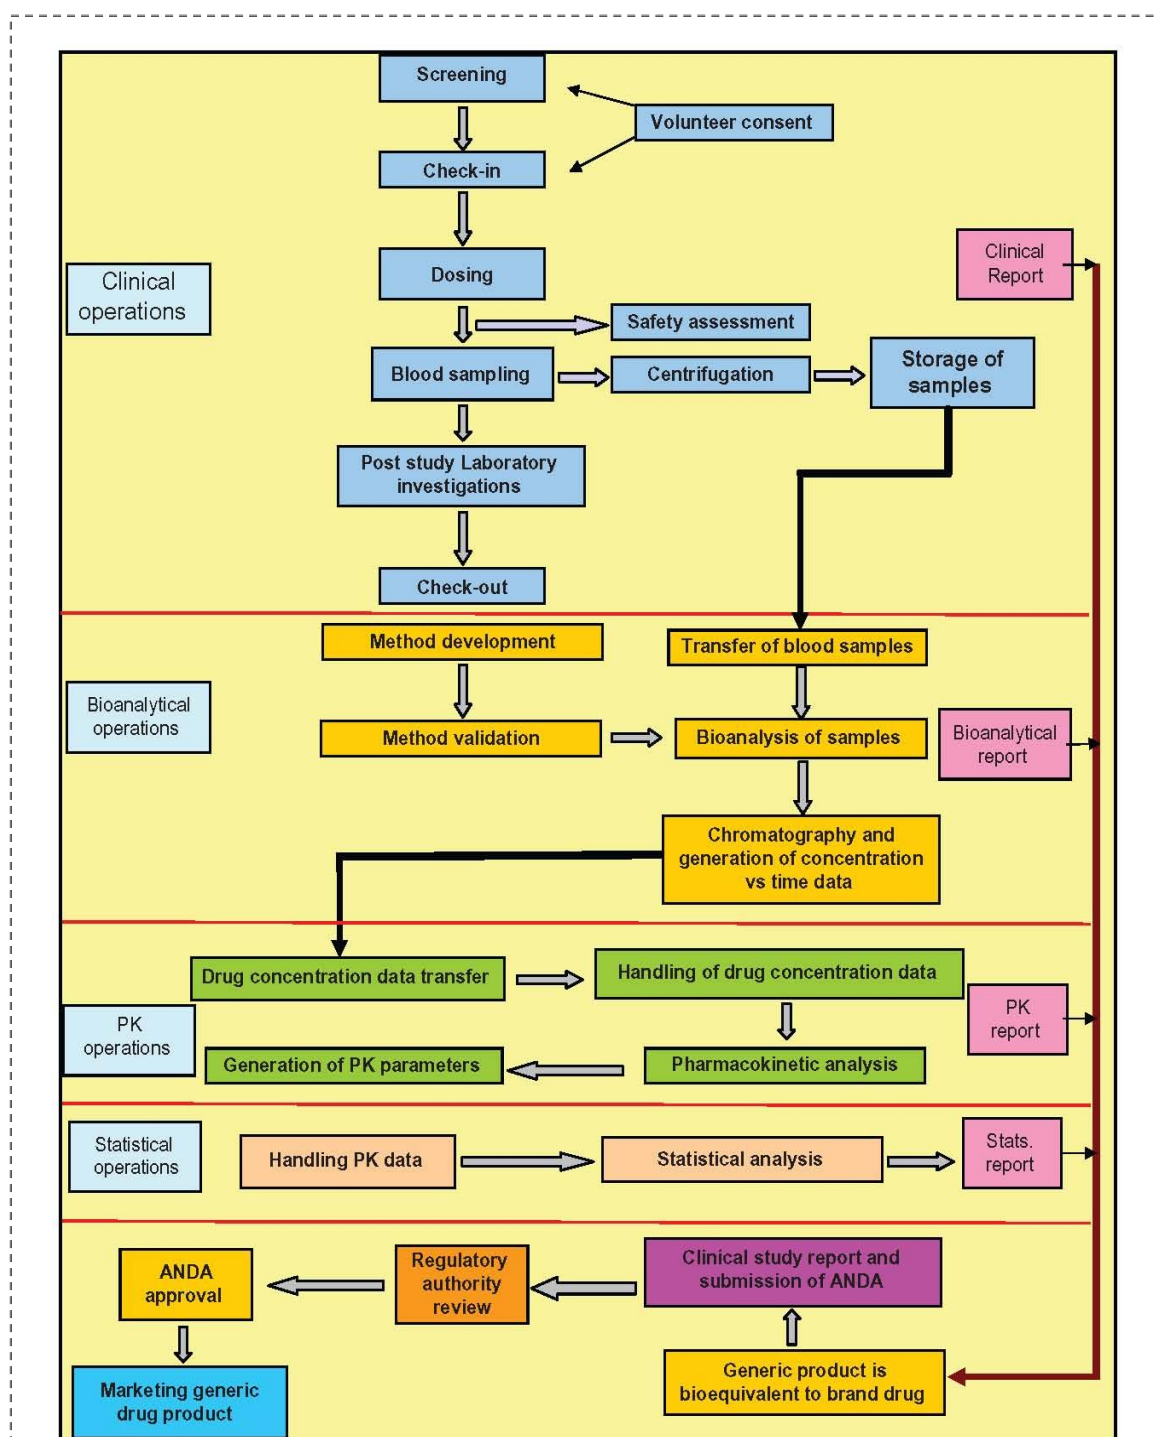 Screening
Volunteer consent
Check-in
Clinical
operations
Dosing
Clinical
Report
Safety assessment
Blood sampling
Centrifugation
Storage of
samples
Post study Laboratory
investigations
Check-out
Method development
Transfer of blood samples
Bioanalytical
operations
Method validation
Bioanalysis of samples
Bioanalytical
report
Chromatography and
generation of concentration
vs time data
Drug concentration data transfer
Handling of drug concentration data
PK
operations
PK
report
Generation of PK parameters
Pharmacokinetic analysis
Statistical
operations
Handling PK data
Statistical analysis
Stats.
report
Clinical study report and
submission of ANDA
Regulatory
authority
review
ANDA
approval
Generic product is
bioequivalent to brand drug
Marketing generic
drug product